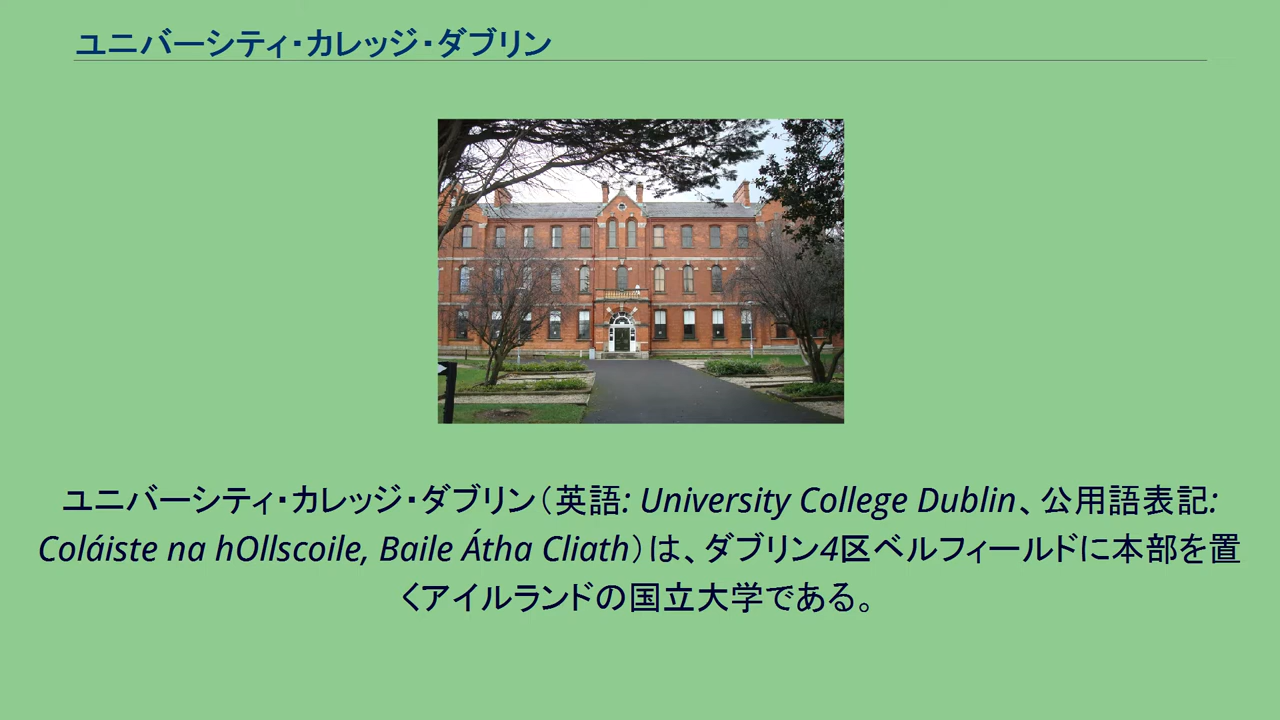 ユニバーシティ・カレッジ・ダブリン
ユニバーシティ・カレッジ・ダブリン（英語: University College Dublin、公用語表記:
Coláiste na hOllscoile, Baile Átha Cliath）は、ダブリン4区ベルフィールドに本部を置
くアイルランドの国立大学である。